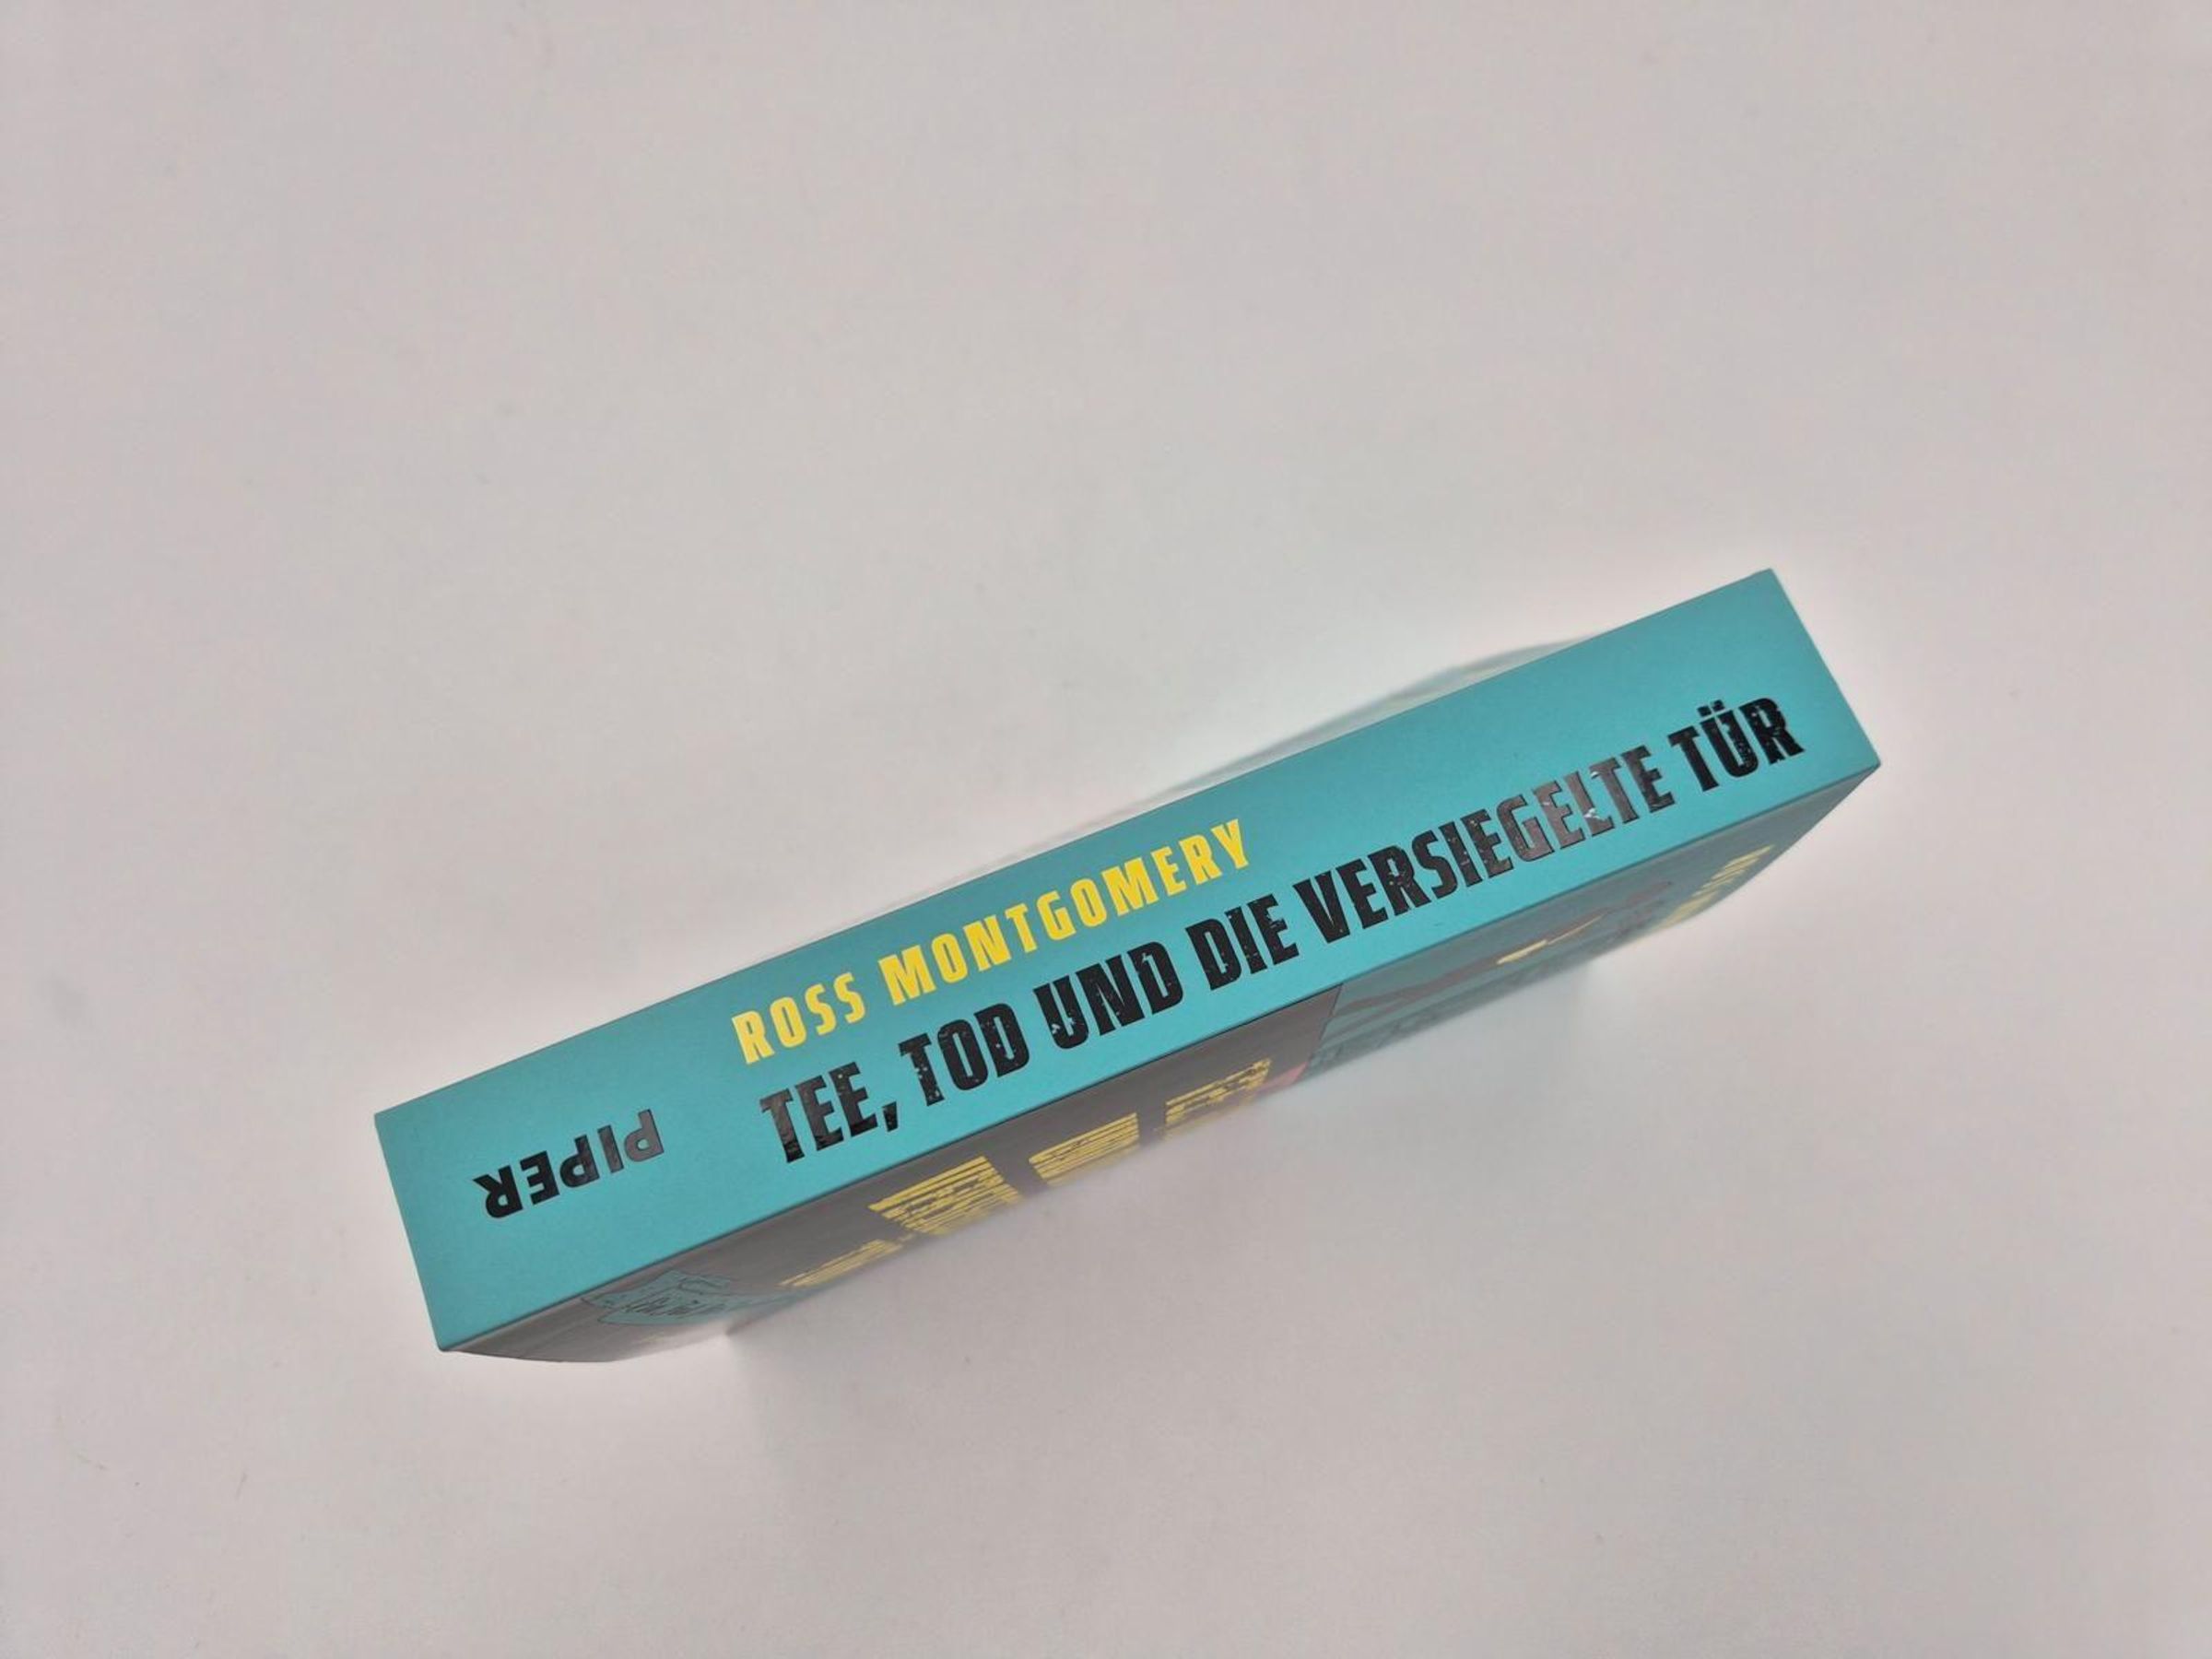 ROSS MONTGOMERY
TEE, TOD UND DIE VERSIEGELTE TÜR
PIPER